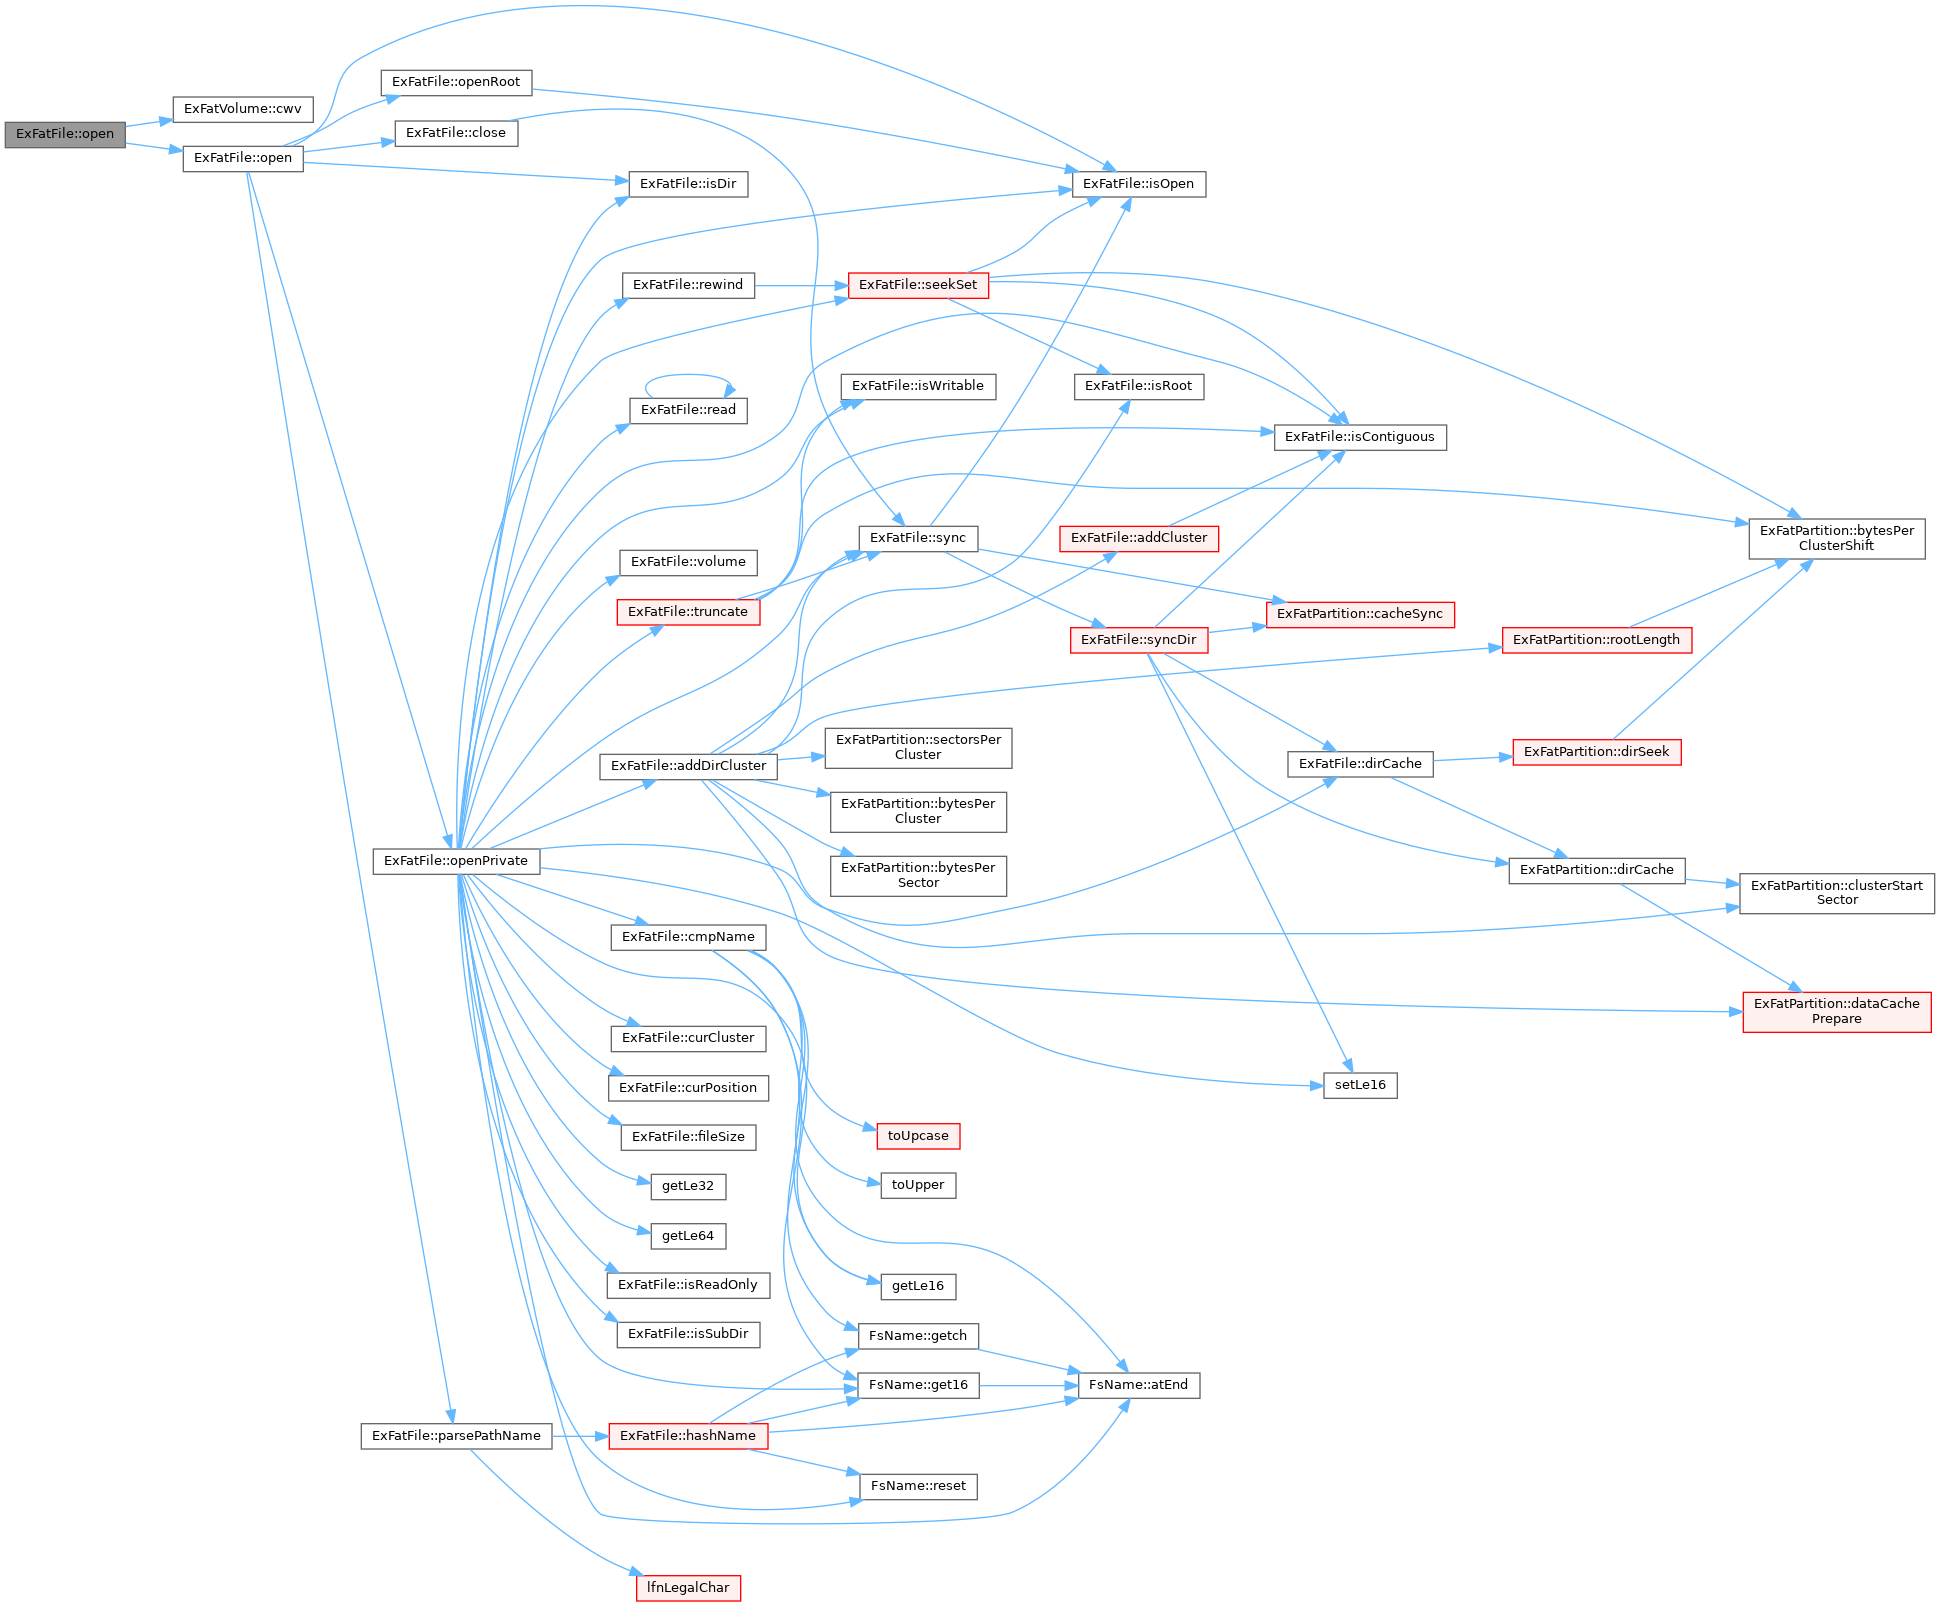 ExFatFile::open
ExFatVolume::cwv
ExFatFile::open
ExFatFile::openRoot
ExFatFile::close
ExFatFile::isDir
ExFatFile::isOpen
ExFatFile::rewind
ExFatFile::seekSet
ExFatFile::read
ExFatFile::isWritable
ExFatFile::isRoot
ExFatFile::isContiguous
ExFatFile::volume
ExFatFile::sync
ExFatFile::addCluster
ExFatPartition::bytesPer
ClusterShift
ExFatFile::truncate
ExFatPartition::cacheSync
ExFatFile::syncDir
ExFatPartition::rootLength
ExFatFile::addDirCluster
ExFatPartition::sectorsPer
Cluster
ExFatFile::dirCache
ExFatPartition::dirSeek
ExFatPartition::bytesPer
Cluster
ExFatFile::openPrivate
ExFatPartition::bytesPer
Sector
ExFatPartition::dirCache
ExFatPartition::clusterStart
Sector
ExFatFile::cmpName
ExFatPartition::dataCache
Prepare
ExFatFile::curCluster
ExFatFile::curPosition
setLe16
ExFatFile::fileSize
toUpcase
getLe32
toUpper
getLe64
ExFatFile::isReadOnly
getLe16
ExFatFile::isSubDir
FsName::getch
FsName::get16
FsName::atEnd
ExFatFile::parsePathName
ExFatFile::hashName
FsName::reset
lfnLegalChar